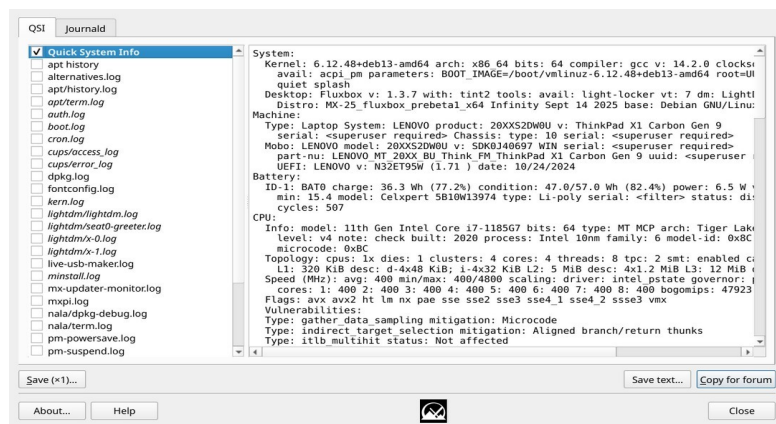 QSI
Journald
Quick System Info
apt history
alternatives.log
apt/history.log
apt/term.log
auth.log
boot.log
cron.log
cups/access_log
cups/error_log
dpkg.log
fontconfig.log
kern.log
lightdm/lightdm.log
lightdm/seat0-greeter.log
lightdm/x-0.log
lightdm/x-1.log
live-usb-maker.log
minstall.log
mx-updater-monitor.log
mxpi.log
nala/dpkg-debug.log
nala/term.log
pm-powersave.log
pm-suspend.log
System:
Kernel: 6.12.48+deb13-amd64 arch: x86_64 bits: 64 compiler: gcc v: 14.2.0 clocks
avail: acpi_pm parameters: BOOT_IMAGE=/boot/vmlinuz-6.12.48+deb13-amd64 root=U
quiet splash
Desktop: Fluxbox v: 1.3.7 with: tint2 tools: avail: light-locker vt: 7 dm: Light
Distro: MX-25_fluxbox_prebeta1_x64 Infinity Sept 14 2025 base: Debian GNU/Linu
Machine:
Type: Laptop System: LENOVO product: 20XXS2DW0U v: ThinkPad X1 Carbon Gen 9
serial: <superuser required> Chassis: type: 10 serial: <superuser required>
Mobo: LENOVO model: 20XXS2DW0U v: SDK0J40697 WIN serial: <superuser required>
part-nu: LENOVO_MT_20XX_BU_Think_FM_ThinkPad X1 Carbon Gen 9 uuid: <superuser
UEFI: LENOVO v: N32ET95W (1.71 ) date: 10/24/2024
Battery:
ID-1: BAT0 charge: 36.3 Wh (77.2%) condition: 47.0/57.0 Wh (82.4%) power: 6.5 W
min: 15.4 model: Celxpert 5B10W13974 type: Li-poly serial: <filter> status: di
cycles: 507
CPU:
Info: model: 11th Gen Intel Core i7-1185G7 bits: 64 type: MT MCP arch: Tiger Lak
level: v4 note: check built: 2020 process: Intel 10nm family: 6 model-id: 0x8C
microcode: 0xBC
Topology: cpus: 1x dies: 1 clusters: 4 cores: 4 threads: 8 tpc: 2 smt: enabled c
L1: 320 KiB desc: d-4x48 KiB; i-4x32 KiB L2: 5 MiB desc: 4x1.2 MiB L3: 12 MiB
Speed (MHz): avg: 400 min/max: 400/4800 scaling: driver: intel_pstate governor:
cores: 1: 400 2: 400 3: 400 4: 400 5: 400 6: 400 7: 400 8: 400 bogomips: 47923
Flags: avx avx2 ht lm nx pae sse sse2 sse3 sse4_1 sse4_2 ssse3 vmx
Vulnerabilities:
Type: gather_data_sampling mitigation: Microcode
Type: indirect_target_selection mitigation: Aligned branch/return thunks
Type: itlb_multihit status: Not affected
Save (×1)...
Save text...
Copy for forum
About...
Help
Close